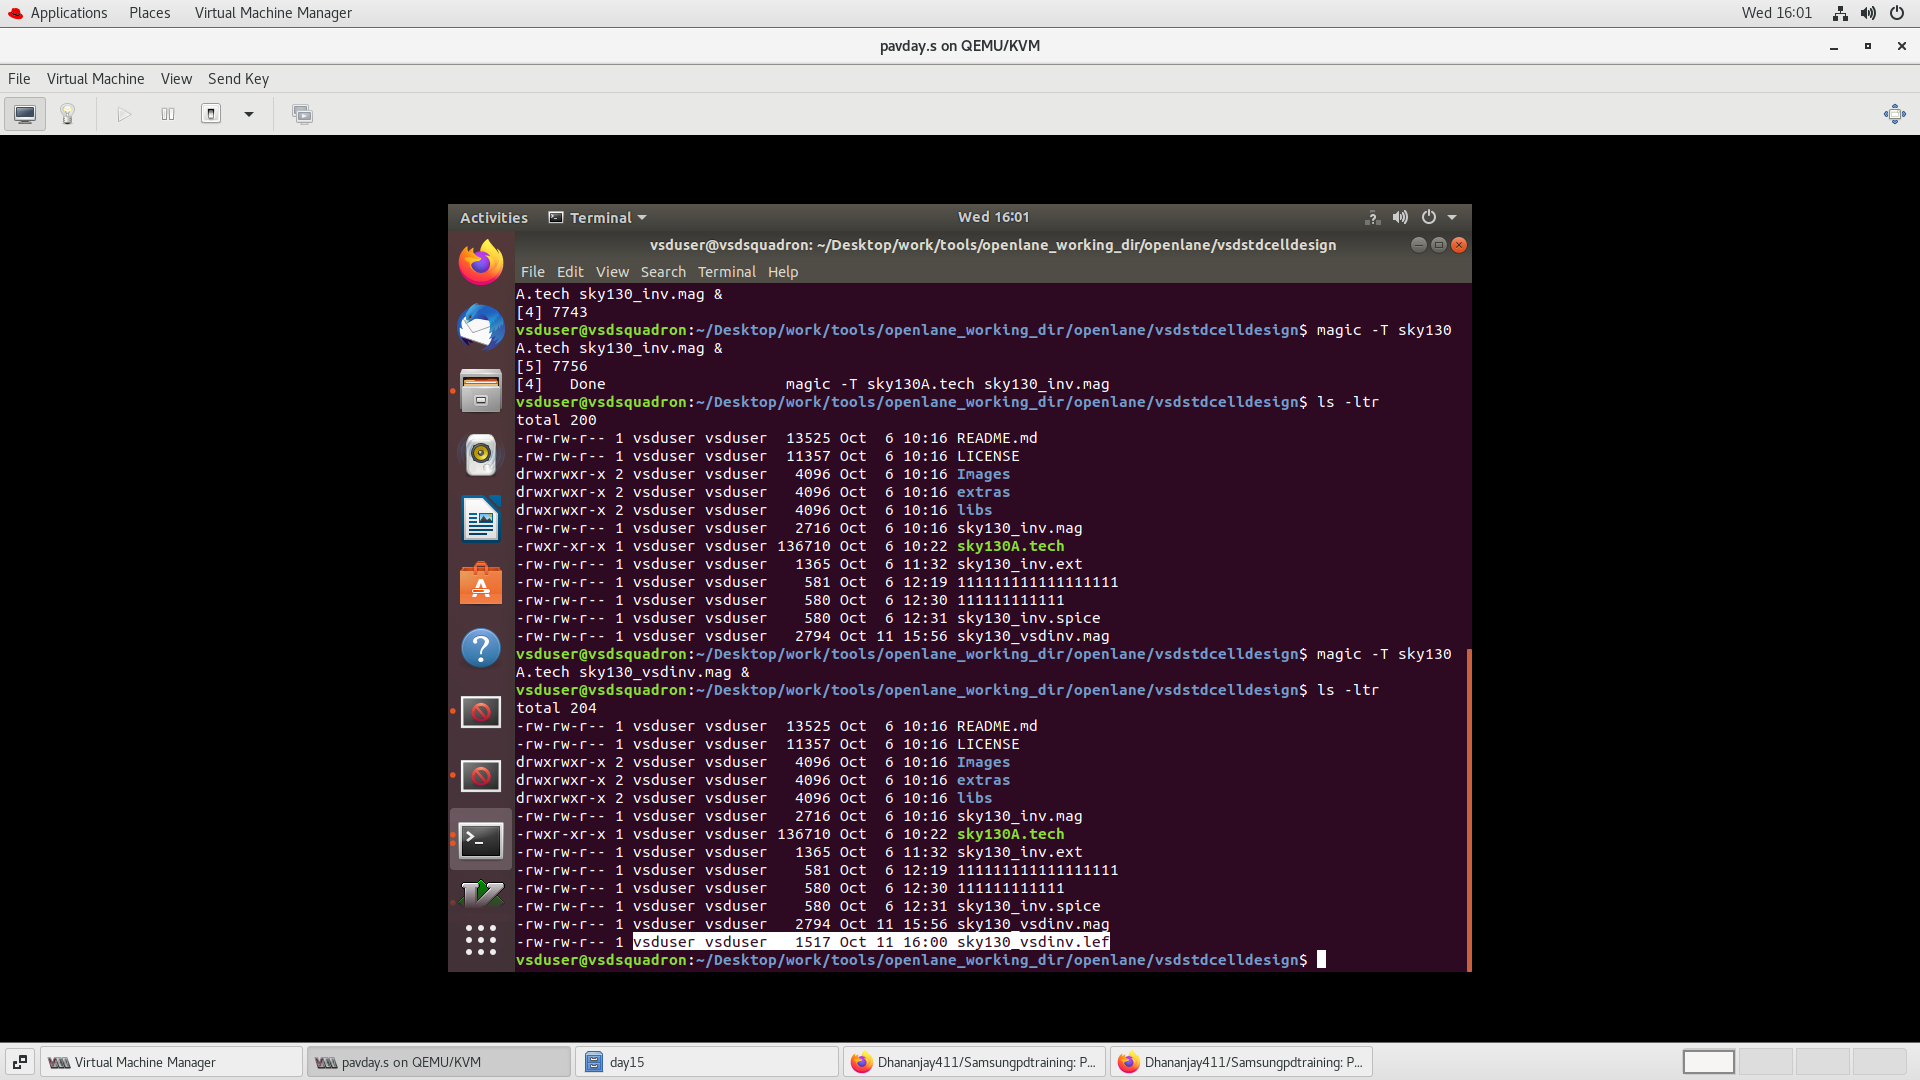 Applications Places Virtual Machine Manager Wed 16:01
pavday.s on QEMU/KVM
File Virtual Machine View Send Key
Activities Terminal Wed 16:01
vsduser@vsdsquadron: ~/Desktop/work/tools/openlane_working_dir/openlane/vsdstdcelldesign
File Edit View Search Terminal Help
A.tech sky130_inv.mag &
[4] 7743
vsduser@vsdsquadron:~/Desktop/work/tools/openlane_working_dir/openlane/vsdstdcelldesign$ magic -T sky130
A.tech sky130_inv.mag &
[5] 7756
[4]   Done                    magic -T sky130A.tech sky130_inv.mag
vsduser@vsdsquadron:~/Desktop/work/tools/openlane_working_dir/openlane/vsdstdcelldesign$ ls -ltr
total 200
-rw-rw-r-- 1 vsduser vsduser  13525 Oct  6 10:16 README.md
-rw-rw-r-- 1 vsduser vsduser  11357 Oct  6 10:16 LICENSE
drwxrwxr-x 2 vsduser vsduser   4096 Oct  6 10:16 Images
drwxrwxr-x 2 vsduser vsduser   4096 Oct  6 10:16 extras
drwxrwxr-x 2 vsduser vsduser   4096 Oct  6 10:16 libs
-rw-rw-r-- 1 vsduser vsduser   2716 Oct  6 10:16 sky130_inv.mag
-rwxr-xr-x 1 vsduser vsduser 136710 Oct  6 10:22 sky130A.tech
-rw-rw-r-- 1 vsduser vsduser   1365 Oct  6 11:32 sky130_inv.ext
-rw-rw-r-- 1 vsduser vsduser    581 Oct  6 12:19 111111111111111111
-rw-rw-r-- 1 vsduser vsduser    580 Oct  6 12:30 111111111111
-rw-rw-r-- 1 vsduser vsduser    580 Oct  6 12:31 sky130_inv.spice
-rw-rw-r-- 1 vsduser vsduser   2794 Oct 11 15:56 sky130_vsdinv.mag
vsduser@vsdsquadron:~/Desktop/work/tools/openlane_working_dir/openlane/vsdstdcelldesign$ magic -T sky130
A.tech sky130_vsdinv.mag &
vsduser@vsdsquadron:~/Desktop/work/tools/openlane_working_dir/openlane/vsdstdcelldesign$ ls -ltr
total 204
-rw-rw-r-- 1 vsduser vsduser  13525 Oct  6 10:16 README.md
-rw-rw-r-- 1 vsduser vsduser  11357 Oct  6 10:16 LICENSE
drwxrwxr-x 2 vsduser vsduser   4096 Oct  6 10:16 Images
drwxrwxr-x 2 vsduser vsduser   4096 Oct  6 10:16 extras
drwxrwxr-x 2 vsduser vsduser   4096 Oct  6 10:16 libs
-rw-rw-r-- 1 vsduser vsduser   2716 Oct  6 10:16 sky130_inv.mag
-rwxr-xr-x 1 vsduser vsduser 136710 Oct  6 10:22 sky130A.tech
-rw-rw-r-- 1 vsduser vsduser   1365 Oct  6 11:32 sky130_inv.ext
-rw-rw-r-- 1 vsduser vsduser    581 Oct  6 12:19 111111111111111111
-rw-rw-r-- 1 vsduser vsduser    580 Oct  6 12:30 111111111111
-rw-rw-r-- 1 vsduser vsduser    580 Oct  6 12:31 sky130_inv.spice
-rw-rw-r-- 1 vsduser vsduser   2794 Oct 11 15:56 sky130_vsdinv.mag
-rw-rw-r-- 1 vsduser vsduser   1517 Oct 11 16:00 sky130_vsdinv.lef
vsduser@vsdsquadron:~/Desktop/work/tools/openlane_working_dir/openlane/vsdstdcelldesign$
Virtual Machine Manager pavday.s on QEMU/KVM day15 Dhananjay411/Samsungpdtraining: P... Dhananjay411/Samsungpdtraining: P...